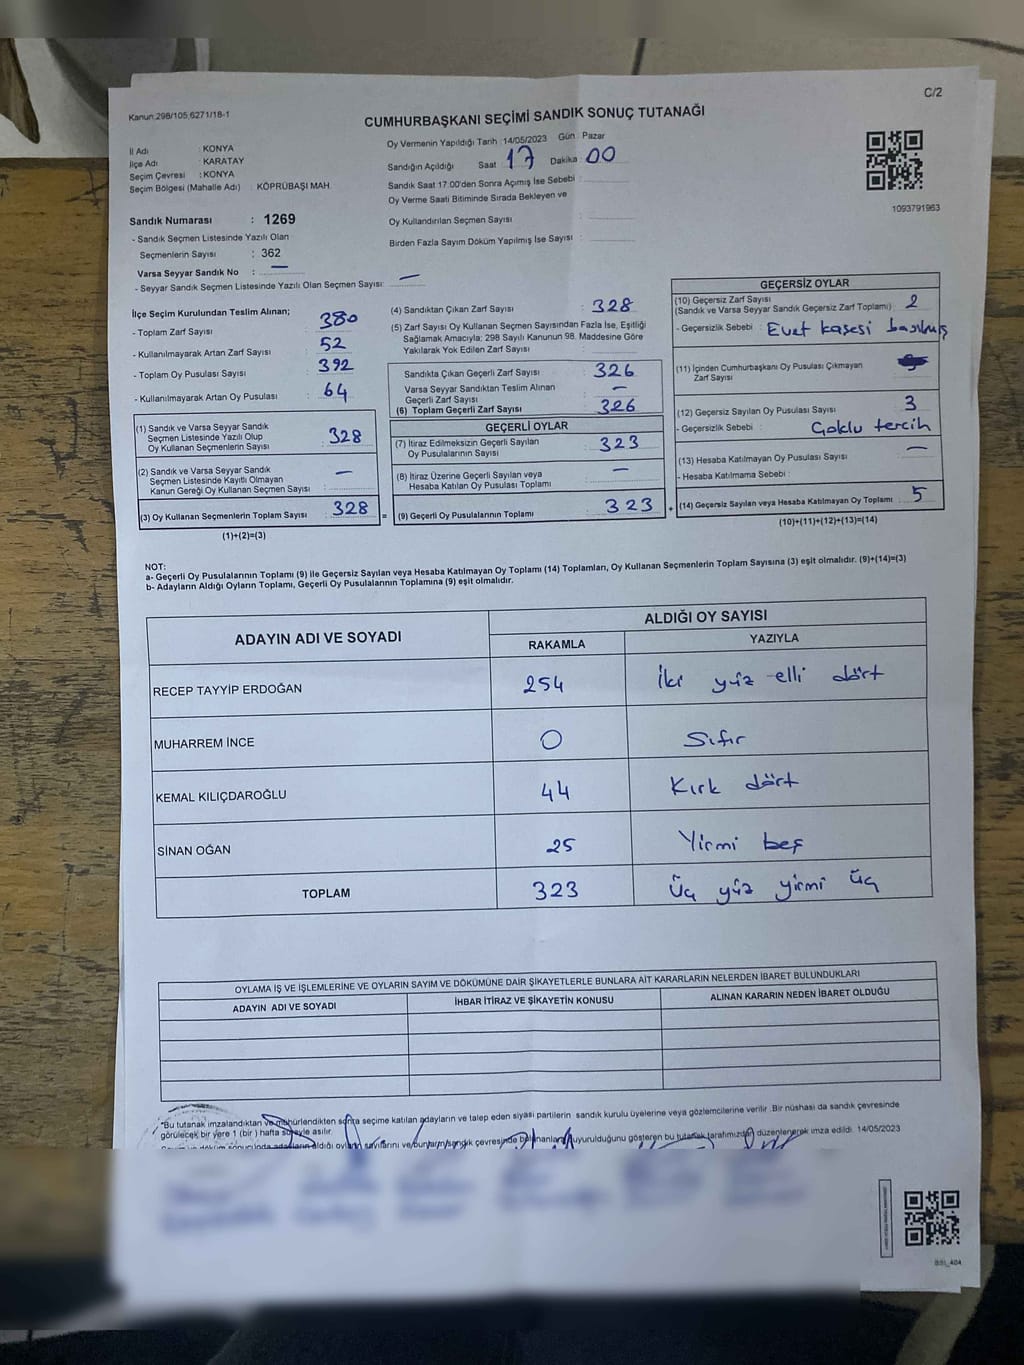 C/2
Kanun:298/105,6271/18-1
CUMHURBAŞKANI SEÇİMİ SANDIK SONUÇ TUTANAĞI
İl Adı : KONYA
İlçe Adı : KARATAY
Seçim Çevresi : KONYA
Seçim Bölgesi (Mahalle Adı) : KÖPRÜBAŞI MAH.
Oy Vermenin Yapıldığı Tarih :14/05/2023 Gün : Pazar
Sandığın Açıldığı Saat 17 Dakika 00
Sandık Saat 17:00'den Sonra Açımış İse Sebebi :
Oy Verme Saati Bitiminde Sırada Bekleyen ve
Oy Kullandırılan Seçmen Sayısı :
Birden Fazla Sayım Döküm Yapılmış İse Sayısı :
1093791963
Sandık Numarası : 1269
- Sandık Seçmen Listesinde Yazılı Olan
Seçmenlerin Sayısı : 362
Varsa Seyyar Sandık No : —
- Seyyar Sandık Seçmen Listesinde Yazılı Olan Seçmen Sayısı: —
İlçe Seçim Kurulundan Teslim Alınan;
- Toplam Zarf Sayısı : 380
- Kullanılmayarak Artan Zarf Sayısı : 52
- Toplam Oy Pusulası Sayısı : 392
- Kullanılmayarak Artan Oy Pusulası : 64
(1) Sandık ve Varsa Seyyar Sandık
Seçmen Listesinde Yazılı Olup
Oy Kullanan Seçmenlerin Sayısı : 328
(2) Sandık ve Varsa Seyyar Sandık
Seçmen Listesinde Kayıtlı Olmayan
Kanun Gereği Oy Kullanan Seçmen Sayısı : —
(3) Oy Kullanan Seçmenlerin Toplam Sayısı : 328
(1)+(2)=(3)
=
(4) Sandıktan Çıkan Zarf Sayısı : 328
(5) Zarf Sayısı Oy Kullanan Seçmen Sayısından Fazla İse, Eşitliği
Sağlamak Amacıyla; 298 Sayılı Kanunun 98. Maddesine Göre
Yakılarak Yok Edilen Zarf Sayısı :
Sandıkta Çıkan Geçerli Zarf Sayısı : 326
Varsa Seyyar Sandıktan Teslim Alınan
Geçerli Zarf Sayısı : —
(6) Toplam Geçerli Zarf Sayısı : 326
GEÇERLİ OYLAR
(7) İtiraz Edilmeksizin Geçerli Sayılan
Oy Pusulalarının Sayısı : 323
(8) İtiraz Üzerine Geçerli Sayılan veya
Hesaba Katılan Oy Pusulası Toplamı : —
(9) Geçerli Oy Pusulalarının Toplamı : 323
+
GEÇERSİZ OYLAR
(10) Geçersiz Zarf Sayısı
(Sandık ve Varsa Seyyar Sandık Geçersiz Zarf Toplamı) : 2
- Geçersizlik Sebebi : Evet kaşesi basılmış
(11) İçinden Cumhurbaşkanı Oy Pusulası Çıkmayan
Zarf Sayısı
(12) Geçersiz Sayılan Oy Pusulası Sayısı : 3
- Geçersizlik Sebebi : Çoklu tercih
(13) Hesaba Katılmayan Oy Pusulası Sayısı : —
- Hesaba Katılmama Sebebi :
(14) Geçersiz Sayılan veya Hesaba Katılmayan Oy Toplamı : 5
(10)+(11)+(12)+(13)=(14)
NOT:
a- Geçerli Oy Pusulalarının Toplamı (9) ile Geçersiz Sayılan veya Hesaba Katılmayan Oy Toplamı (14) Toplamları, Oy Kullanan Seçmenlerin Toplam Sayısına (3) eşit olmalıdır. (9)+(14)=(3)
b- Adayların Aldığı Oyların Toplamı, Geçerli Oy Pusulalarının Toplamına (9) eşit olmalıdır.
ADAYIN ADI VE SOYADI
ALDIĞI OY SAYISI
RAKAMLA YAZIYLA
RECEP TAYYİP ERDOĞAN 254 İki yüz elli dört
MUHARREM İNCE 0 Sıfır
KEMAL KILIÇDAROĞLU 44 Kırk dört
SİNAN OĞAN 25 Yirmi beş
TOPLAM 323 Üç yüz yirmi üç
OYLAMA İŞ VE İŞLEMLERİNE VE OYLARIN SAYIM VE DÖKÜMÜNE DAİR ŞİKAYETLERLE BUNLARA AİT KARARLARIN NELERDEN İBARET BULUNDUKLARI
ADAYIN ADI VE SOYADI İHBAR İTİRAZ VE ŞİKAYETİN KONUSU ALINAN KARARIN NEDEN İBARET OLDUĞU
"Bu tutanak imzalandıktan ve mühürlendikten sonra seçime katılan adayların ve talep eden siyasi partilerin sandık kurulu üyelerine veya gözlemcilerine verilir. Bir nüshası da sandık çevresinde
görülecek bir yere 1 (bir ) hafta süreyle asılır.
aldığı oyların sayılarını ve bunların sandık çevresinde duyurulduğunu gösteren bu tutanak tarafımızdan düzenlenerek imza edildi. 14/05/2023
BBI_404